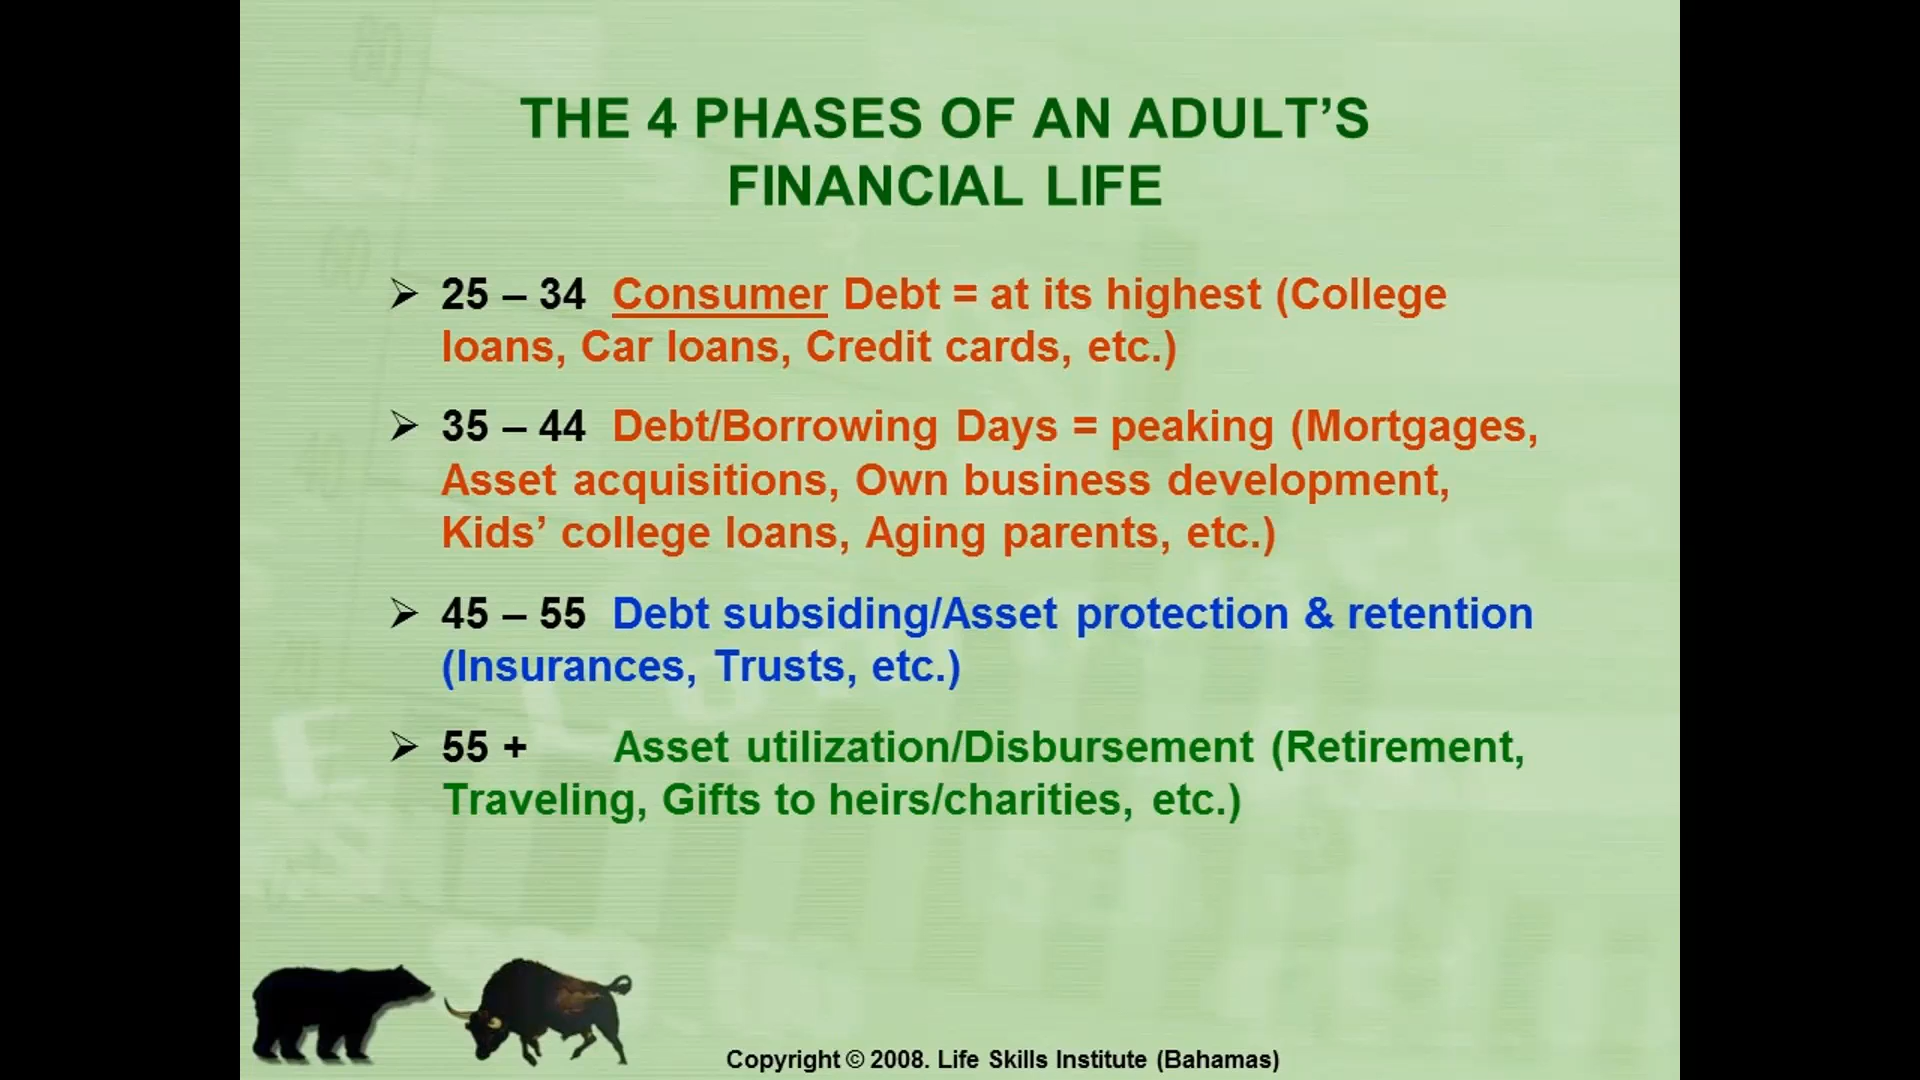 THE 4 PHASES OF AN ADULT’S
FINANCIAL LIFE
➢ 25 – 34 Consumer Debt = at its highest (College
loans, Car loans, Credit cards, etc.)
➢ 35 – 44 Debt/Borrowing Days = peaking (Mortgages,
Asset acquisitions, Own business development,
Kids’ college loans, Aging parents, etc.)
➢ 45 – 55 Debt subsiding/Asset protection & retention
(Insurances, Trusts, etc.)
➢ 55 + Asset utilization/Disbursement (Retirement,
Traveling, Gifts to heirs/charities, etc.)
Copyright © 2008. Life Skills Institute (Bahamas)